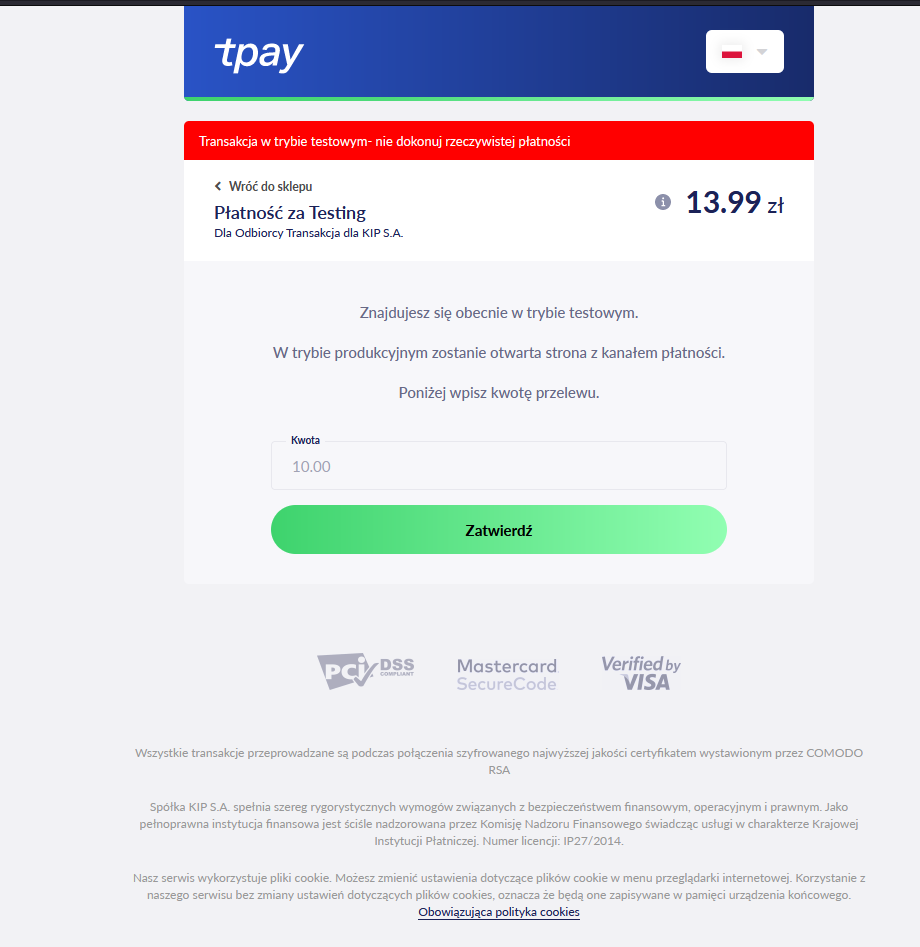 tpay
Transakcja w trybie testowym- nie dokonuj rzeczywistej płatności
Wróć do sklepu
Płatność za Testing
Dla Odbiorcy Transakcja dla KIP S.A.
13.99 zł
Znajdujesz się obecnie w trybie testowym.
W trybie produkcyjnym zostanie otwarta strona z kanałem płatności.
Poniżej wpisz kwotę przelewu.
Kwota
10.00
Zatwierdź
PCI DSS
COMPLIANT
Mastercard
SecureCode
Verified by
VISA
Wszystkie transakcje przeprowadzane są podczas połączenia szyfrowanego najwyższej jakości certyfikatem wystawionym przez COMODO
RSA
Spółka KIP S.A. spełnia szereg rygorystycznych wymogów związanych z bezpieczeństwem finansowym, operacyjnym i prawnym. Jako
pełnoprawna instytucja finansowa jest ściśle nadzorowana przez Komisję Nadzoru Finansowego świadcząc usługi w charakterze Krajowej
Instytucji Płatniczej. Numer licencji: IP27/2014.
Nasz serwis wykorzystuje pliki cookie. Możesz zmienić ustawienia dotyczące plików cookie w menu przeglądarki internetowej. Korzystanie z
naszego serwisu bez zmiany ustawień dotyczących plików cookies, oznacza że będą one zapisywane w pamięci urządzenia końcowego.
Obowiązująca polityka cookies